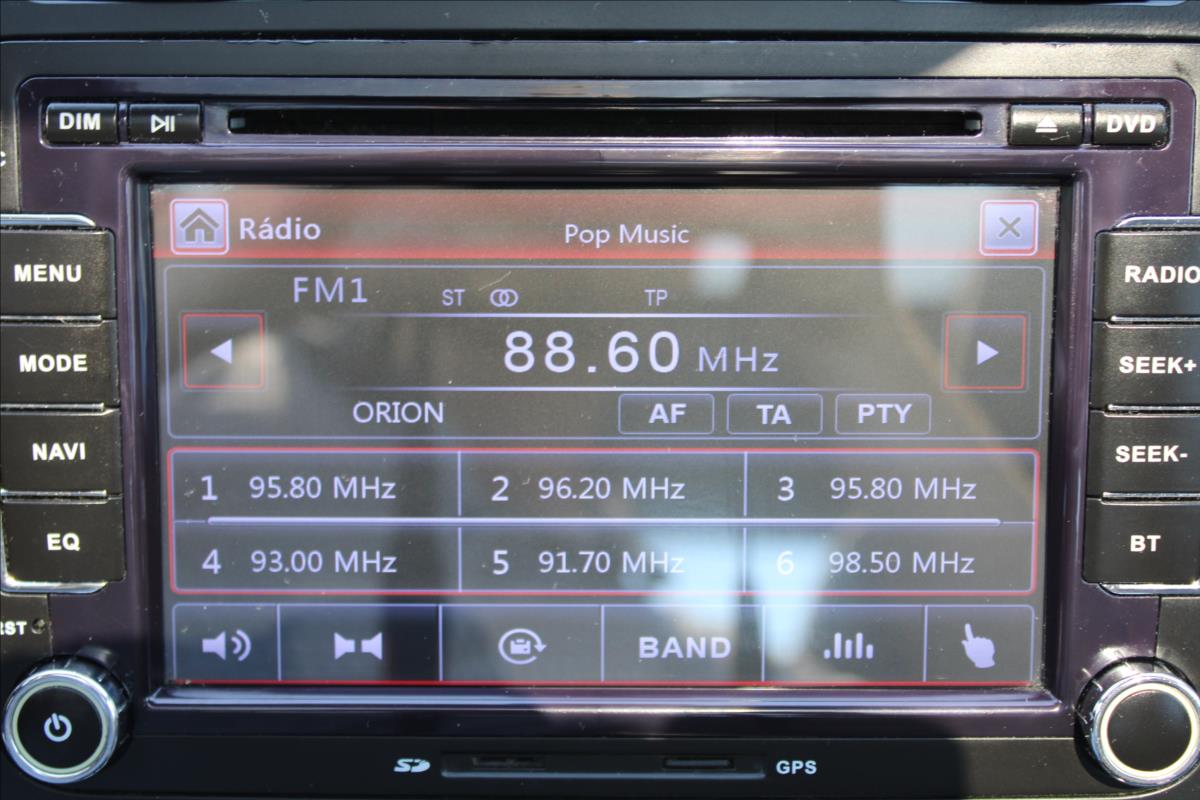 DIM
DVD
Rádio
Pop Music
MENU
RADIO
FM1
ST
TP
88.60 MHz
MODE
SEEK+
ORION
AF
TA
PTY
NAVI
SEEK-
1 95.80 MHz
2 96.20 MHz
3 95.80 MHz
EQ
BT
4 93.00 MHz
5 91.70 MHz
6 98.50 MHz
BAND
RST
SD
GPS